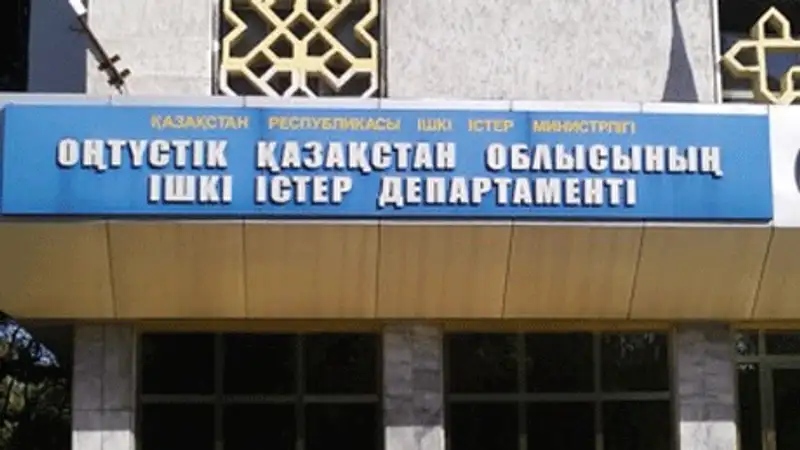 ҚАЗАҚСТАН РЕСПУБЛИКАСЫ ІШКІ ІСТЕР МИНИСТРЛІГІ
ОҢТҮСТІК ҚАЗАҚСТАН ОБЛЫСЫНЫҢ
ІШКІ ІСТЕР ДЕПАРТАМЕНТІ